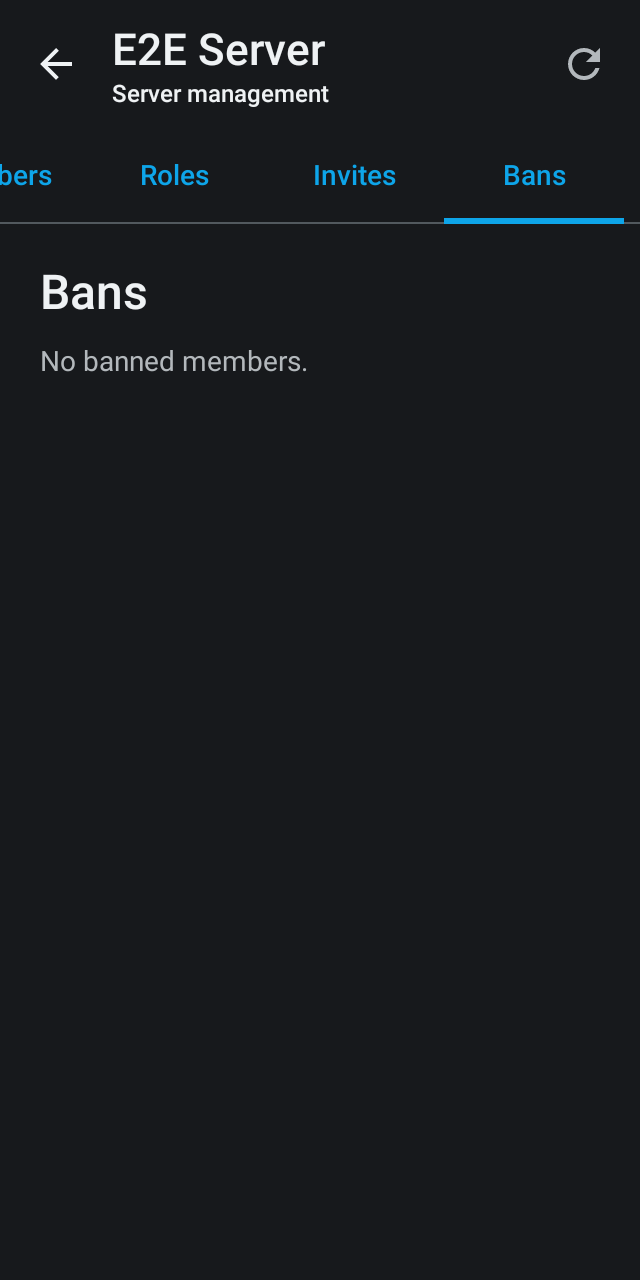 E2E Server
Server management
bers Roles Invites Bans
Bans
No banned members.